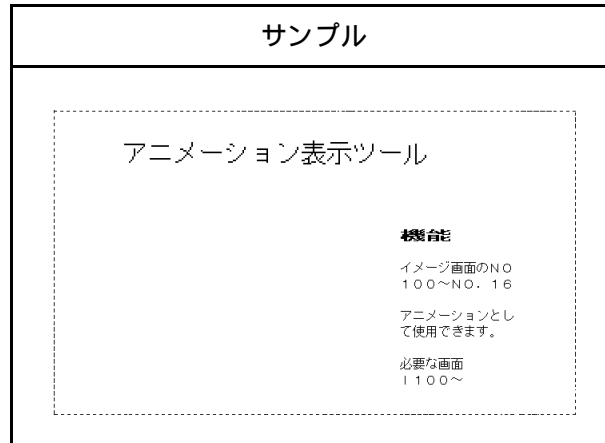 サンプル
アニメーション表示ツール
機能
イメージ画面のNO
100～NO．16
アニメーションとし
て使用できます。
必要な画面
I100～